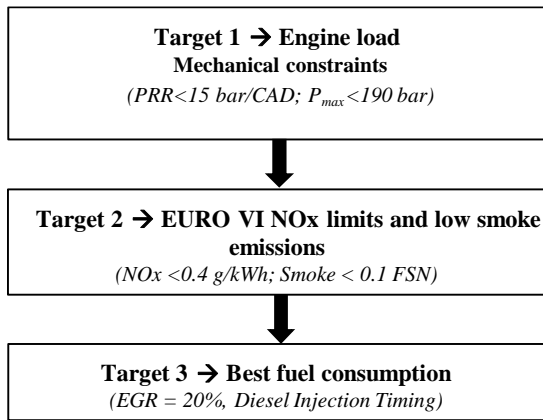 Target 1 → Engine load
Mechanical constraints
(PRR<15 bar/CAD; Pmax<190 bar)
Target 2 → EURO VI NOx limits and low smoke
emissions
(NOx <0.4 g/kWh; Smoke < 0.1 FSN)
Target 3 → Best fuel consumption
(EGR = 20%, Diesel Injection Timing)